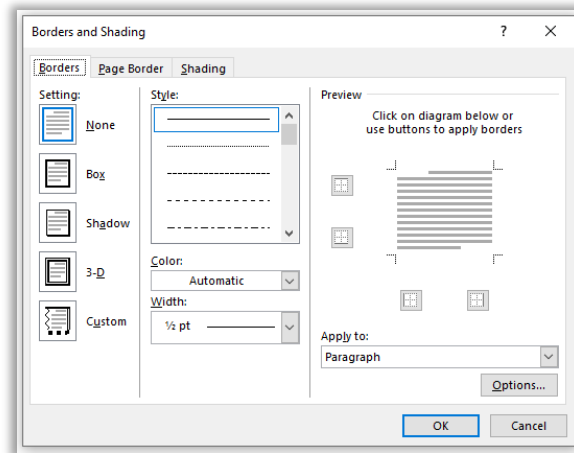 Borders and Shading
? X
Borders Page Border Shading
Setting:
None
Box
Shadow
3-D
Custom
Style:
Color:
Automatic
Width:
½ pt
Preview
Click on diagram below or
use buttons to apply borders
Apply to:
Paragraph
Options...
OK Cancel